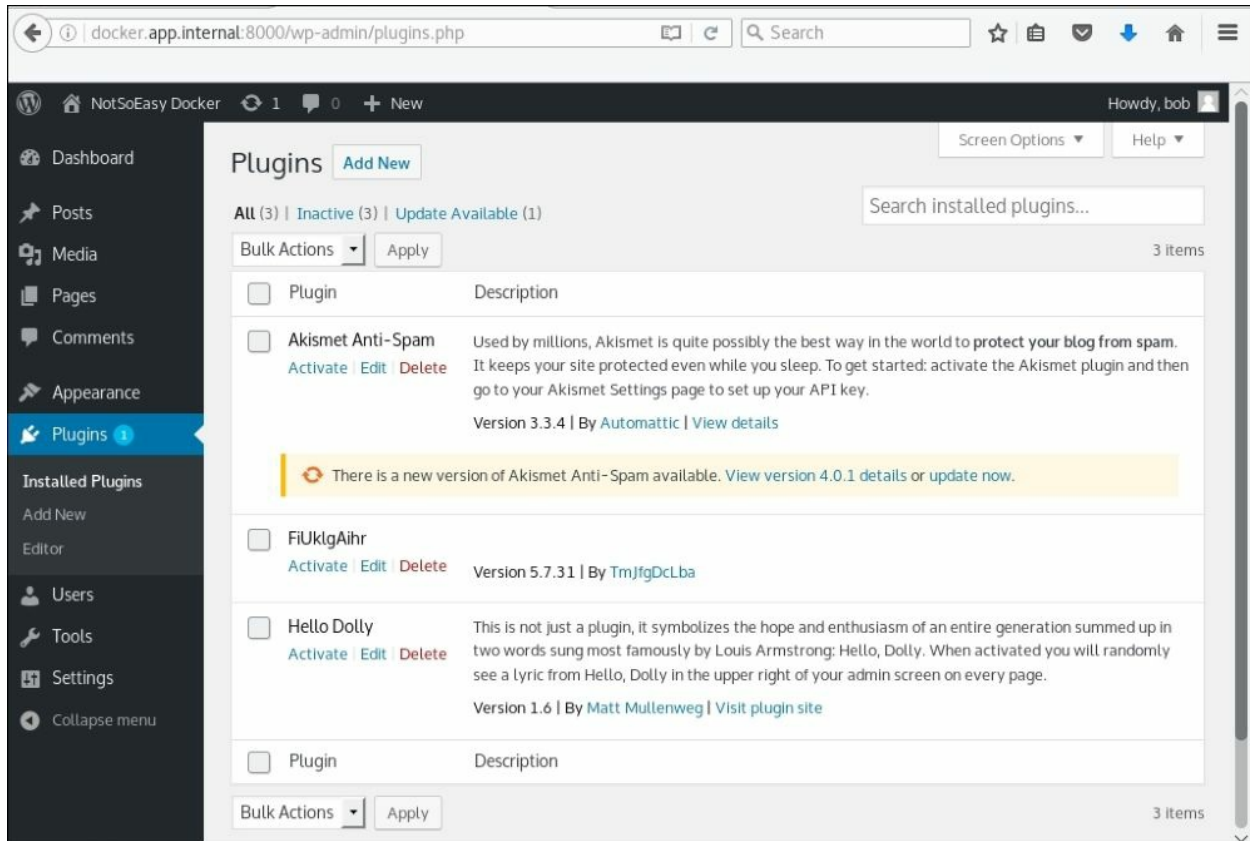 docker.app.internal:8000/wp-admin/plugins.php
Search
NotSoEasy Docker 1 0 + New
Howdy, bob
Dashboard
Posts
Media
Pages
Comments
Appearance
Plugins 1
Installed Plugins
Add New
Editor
Users
Tools
Settings
Collapse menu
Screen Options ▼ Help ▼
Plugins Add New
All (3) | Inactive (3) | Update Available (1)
Search installed plugins...
Bulk Actions Apply
3 items
Plugin Description
Akismet Anti-Spam
Activate | Edit | Delete
Used by millions, Akismet is quite possibly the best way in the world to protect your blog from spam.
It keeps your site protected even while you sleep. To get started: activate the Akismet plugin and then
go to your Akismet Settings page to set up your API key.
Version 3.3.4 | By Automattic | View details
There is a new version of Akismet Anti-Spam available. View version 4.0.1 details or update now.
FiUklgAihr
Activate | Edit | Delete
Version 5.7.31 | By TmJfgDcLba
Hello Dolly
Activate | Edit | Delete
This is not just a plugin, it symbolizes the hope and enthusiasm of an entire generation summed up in
two words sung most famously by Louis Armstrong: Hello, Dolly. When activated you will randomly
see a lyric from Hello, Dolly in the upper right of your admin screen on every page.
Version 1.6 | By Matt Mullenweg | Visit plugin site
Plugin Description
Bulk Actions Apply
3 items